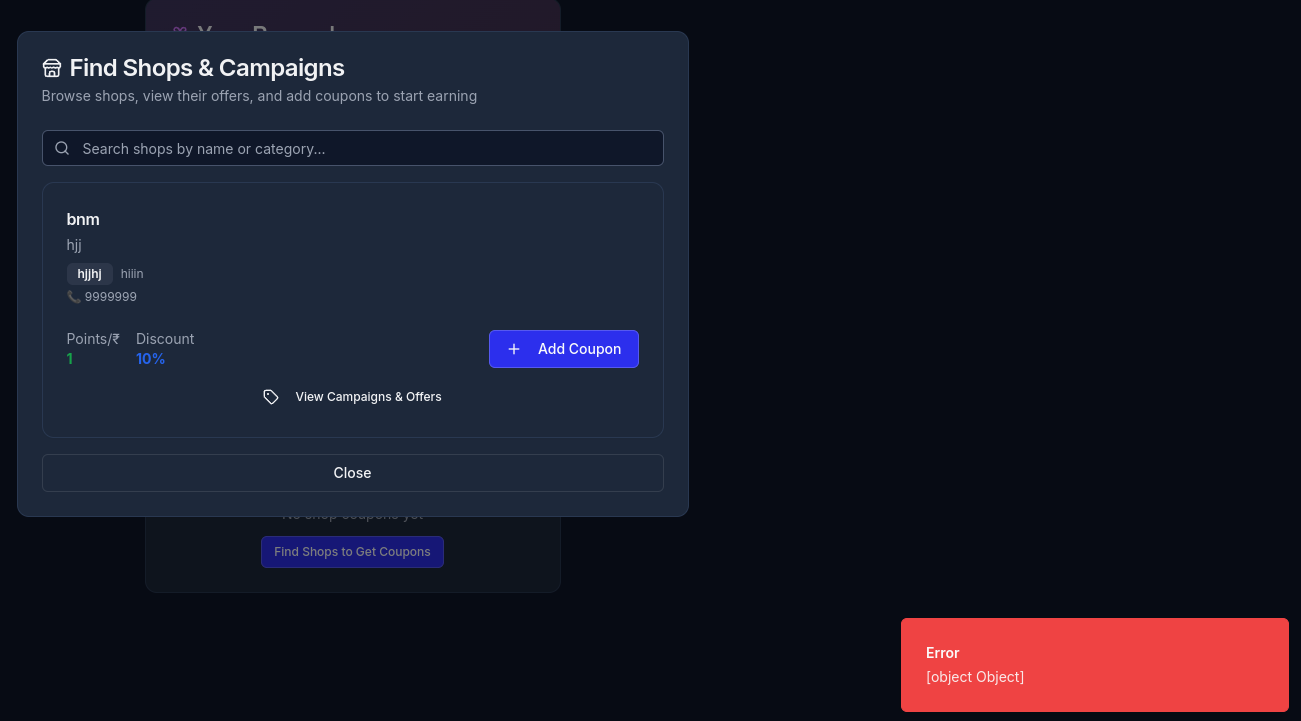 Find Shops & Campaigns
Browse shops, view their offers, and add coupons to start earning
Search shops by name or category...
bnm
hjj
hjjhj hiiin
9999999
Points/₹ Discount
1 10%
Add Coupon
View Campaigns & Offers
Close
No shop coupons yet
Find Shops to Get Coupons
Error
[object Object]